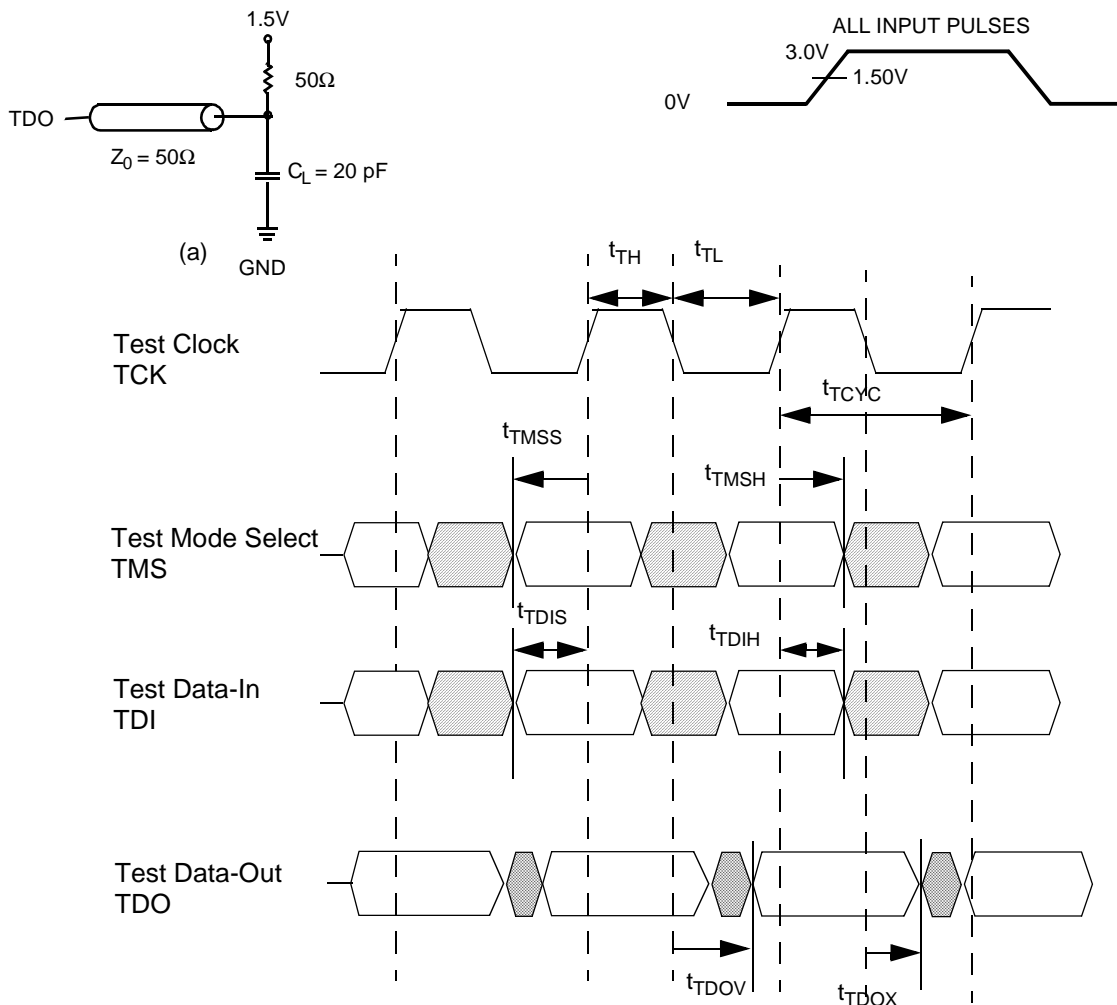 1.5V
50Ω
TDO
Z0 = 50Ω
CL = 20 pF
(a)
GND
ALL INPUT PULSES
3.0V
1.50V
0V
tTH
tTL
Test Clock
TCK
tTCYC
tTMSS
tTMSH
Test Mode Select
TMS
tTDIS
tTDIH
Test Data-In
TDI
Test Data-Out
TDO
tTDOV
tTDOX